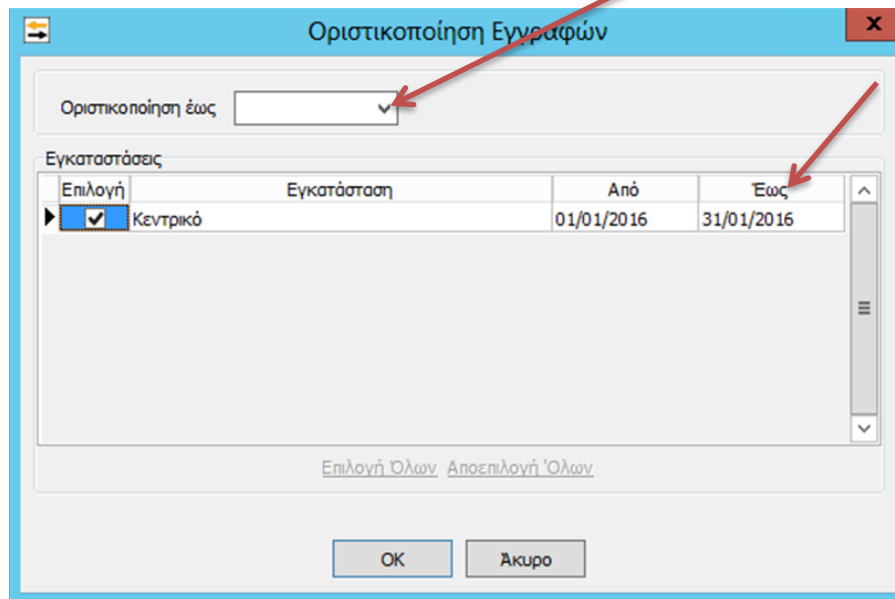 Οριστικοποίηση Εγγραφών
x
Οριστικοποίηση έως
Εγκαταστάσεις
Επιλογή Εγκατάσταση Από Έως
Κεντρικό 01/01/2016 31/01/2016
Επιλογή Όλων Αποεπιλογή Όλων
OK Άκυρο